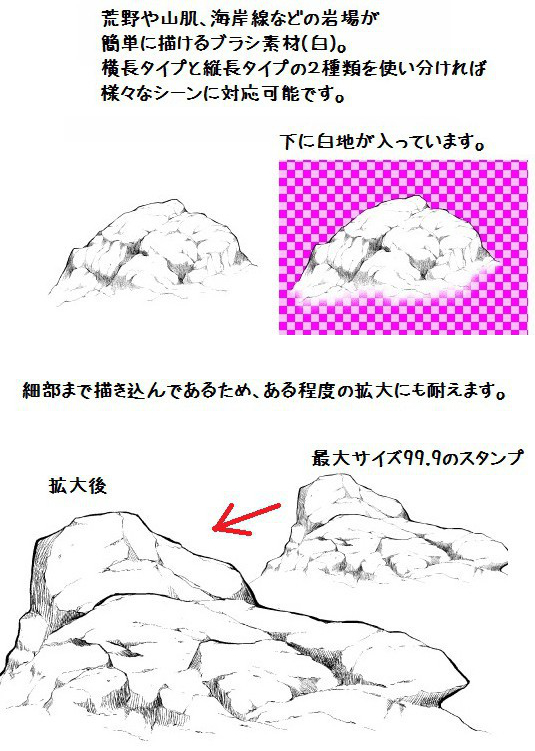 荒野や山肌、海岸線などの岩場が
簡単に描けるブラシ素材(白)。
横長タイプと縦長タイプの2種類を使い分ければ
様々なシーンに対応可能です。
下に白地が入っています。
細部まで描き込んであるため、ある程度の拡大にも耐えます。
最大サイズ99.9のスタンプ
拡大後